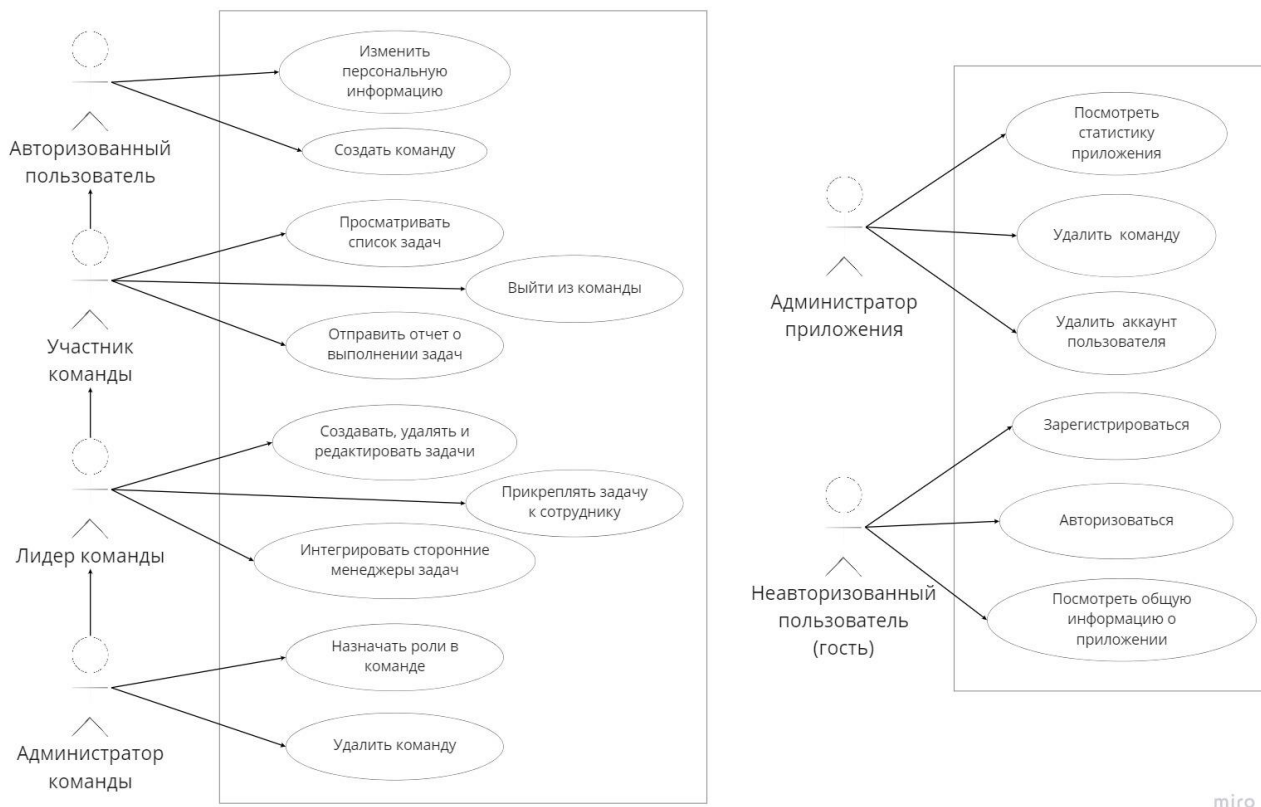 Изменить
персональную
информацию
Создать команду
Авторизованный
пользователь
Просматривать
список задач
Выйти из команды
Отправить отчет о
выполнении задач
Участник
команды
Создавать, удалять и
редактировать задачи
Прикреплять задачу
к сотруднику
Интегрировать сторонние
менеджеры задач
Лидер команды
Назначать роли в
команде
Удалить команду
Администратор
команды
Посмотреть
статистику
приложения
Удалить команду
Удалить аккаунт
пользователя
Администратор
приложения
Зарегистрироваться
Авторизоваться
Посмотреть общую
информацию о
приложении
Неавторизованный
пользователь
(гость)
miro